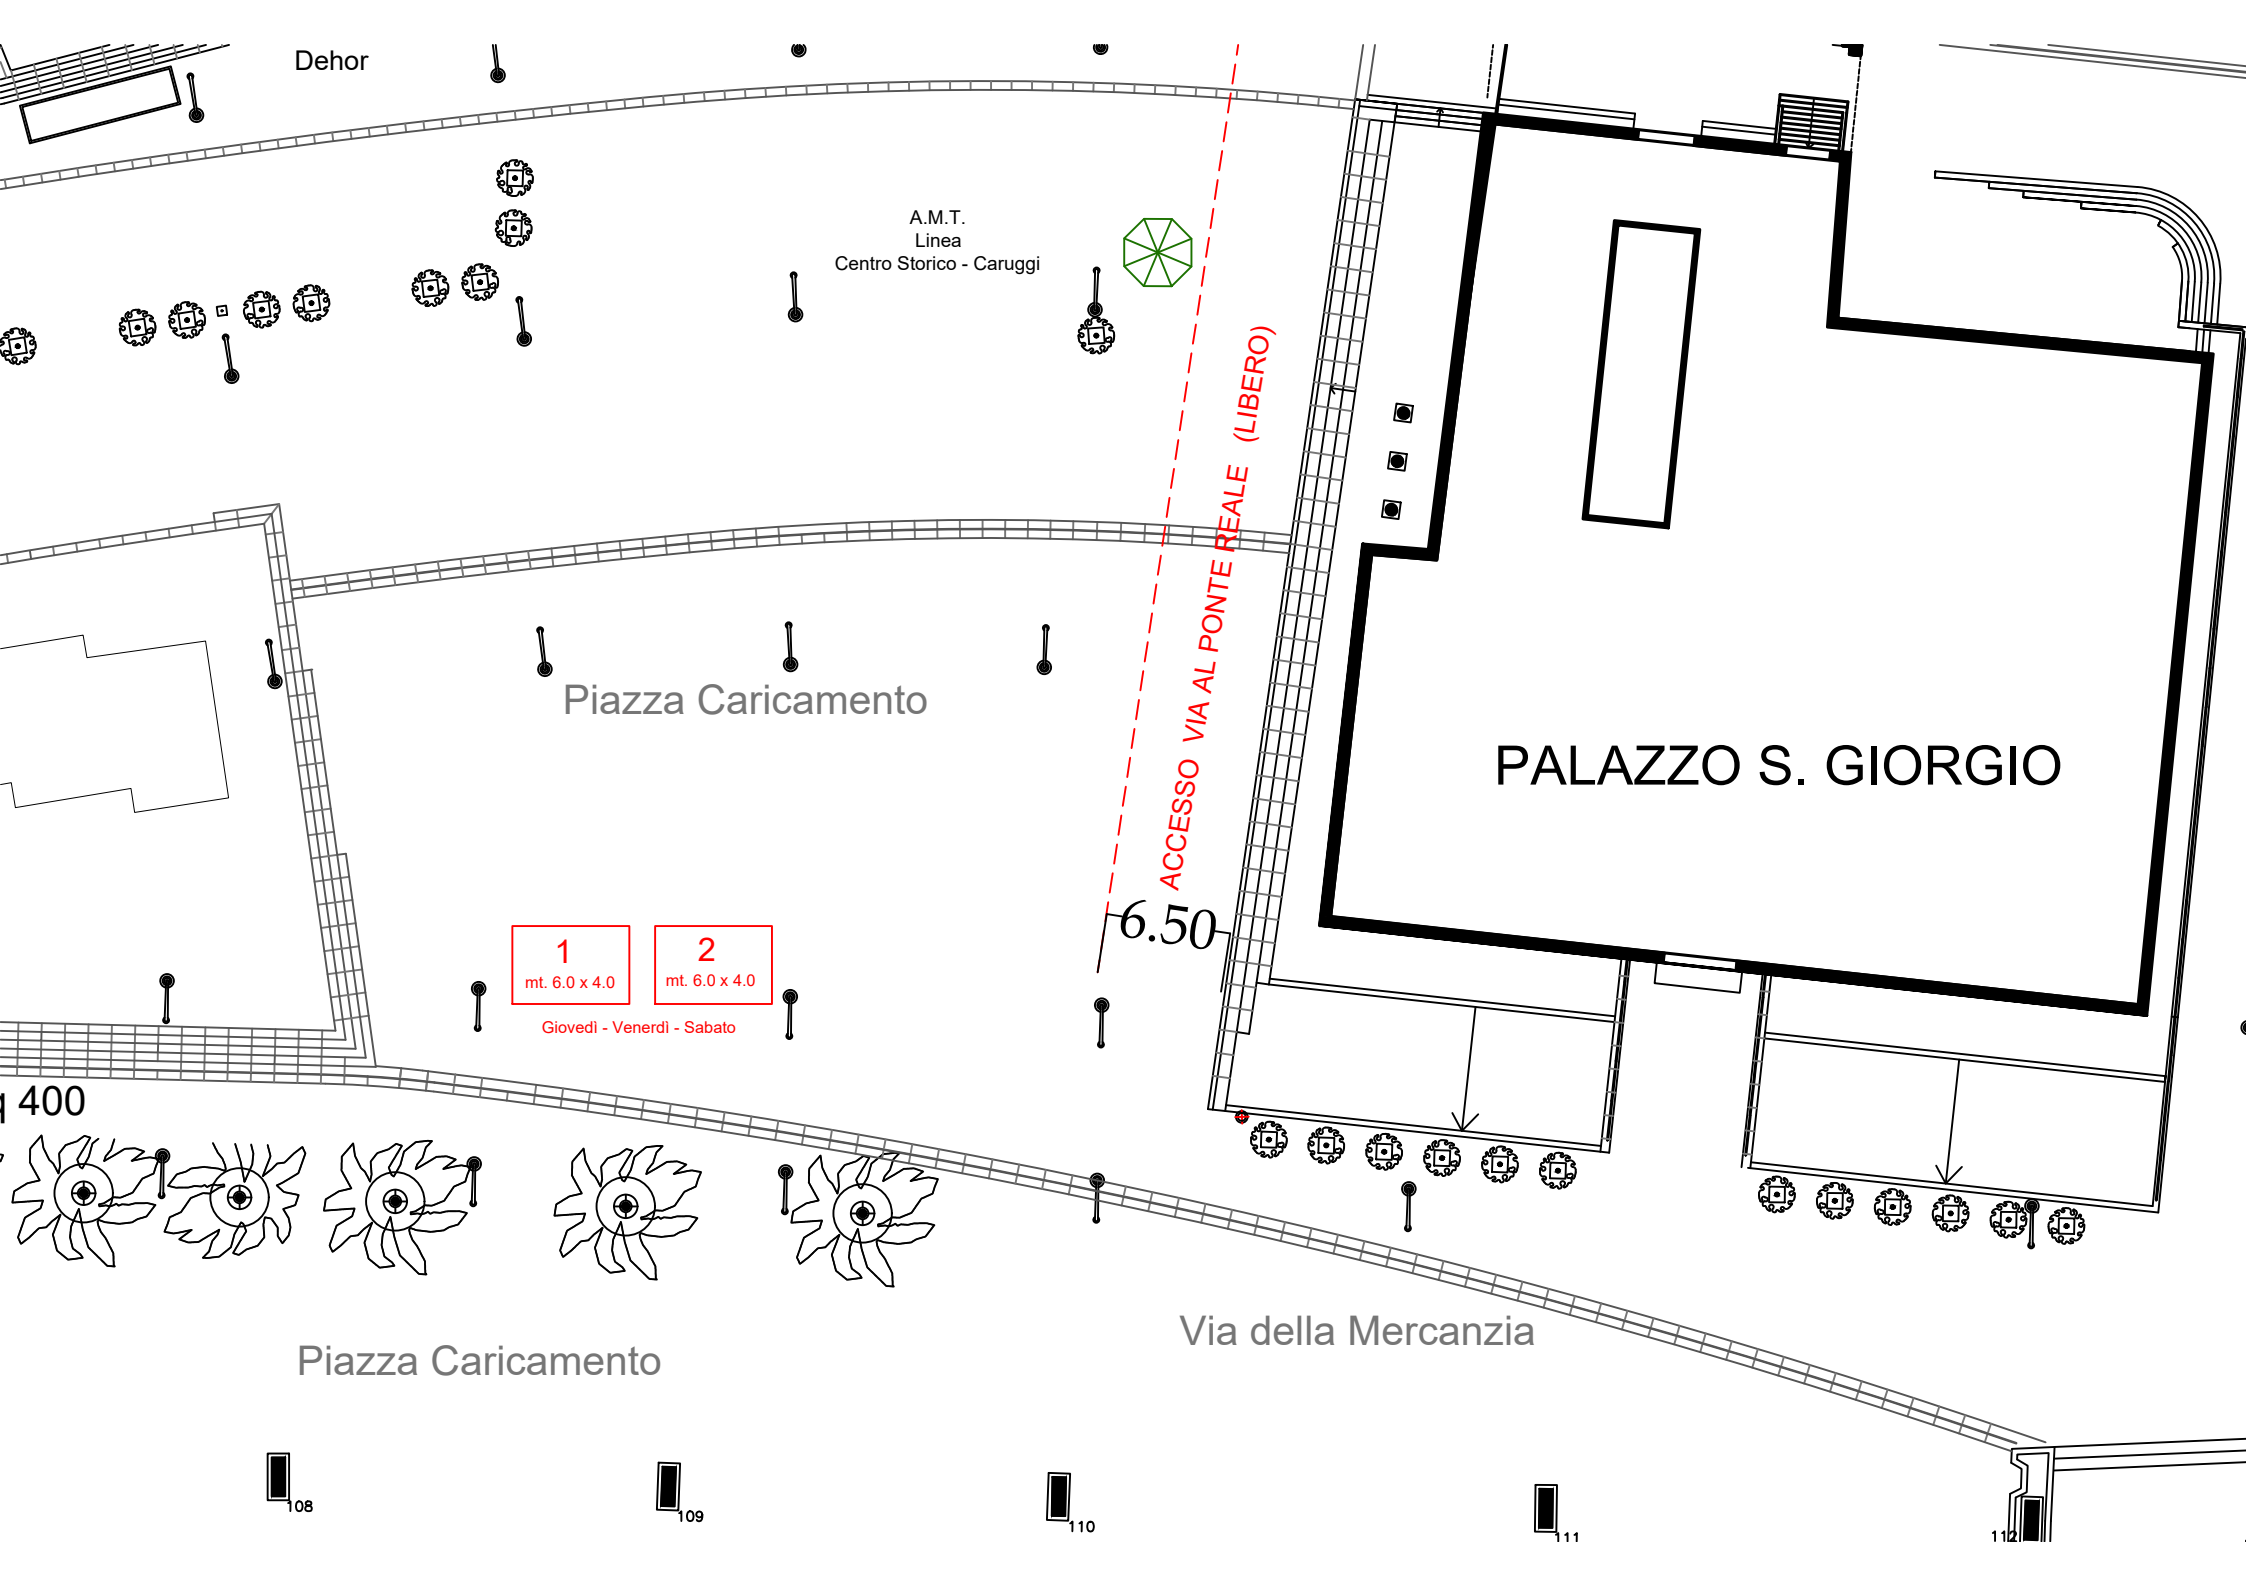 Dehor
A.M.T.
Linea
Centro Storico - Caruggi
ACCESSO VIA AL PONTE REALE (LIBERO)
Piazza Caricamento
PALAZZO S. GIORGIO
6.50
1
mt. 6.0 x 4.0
2
mt. 6.0 x 4.0
Giovedì - Venerdì - Sabato
400
Via della Mercanzia
Piazza Caricamento
108
109
110
111
112